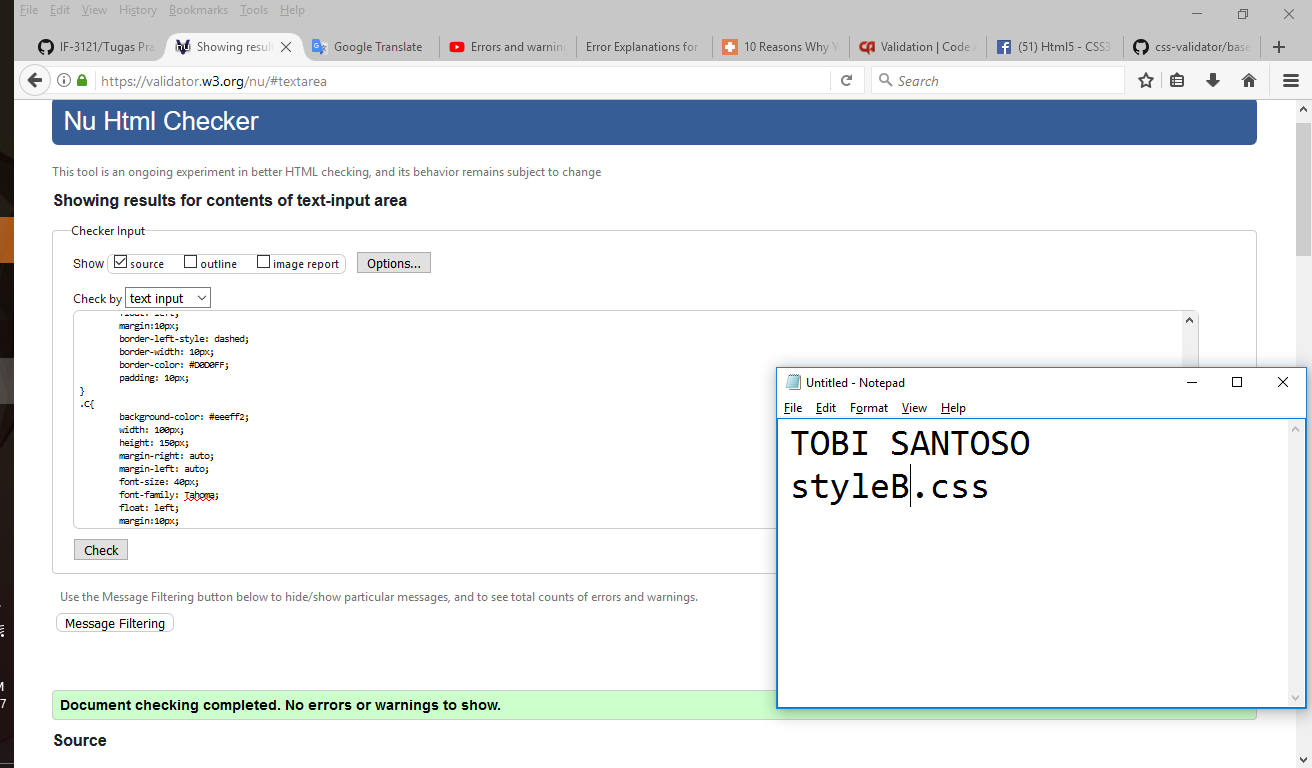 File Edit View History Bookmarks Tools Help
IF-3121/Tugas Pra
Showing result
Google Translate
Errors and warning
Error Explanations for
10 Reasons Why Y
Validation | Code
(51) Html5 - CSS3
css-validator/base
https://validator.w3.org/nu/#textarea
Search
Nu Html Checker
This tool is an ongoing experiment in better HTML checking, and its behavior remains subject to change
Showing results for contents of text-input area
Checker Input
Show source outline image report Options...
Check by text input
float: left;
margin:10px;
border-left-style: dashed;
border-width: 10px;
border-color: #D0D0FF;
padding: 10px;
}
.C{
background-color: #eeeff2;
width: 100px;
height: 150px;
margin-right: auto;
margin-left: auto;
font-size: 40px;
font-family: Tahoma;
float: left;
margin:10px;
Check
Use the Message Filtering button below to hide/show particular messages, and to see total counts of errors and warnings.
Message Filtering
Document checking completed. No errors or warnings to show.
Source
Untitled - Notepad
File Edit Format View Help
TOBI SANTOSO
styleB.css
M
7